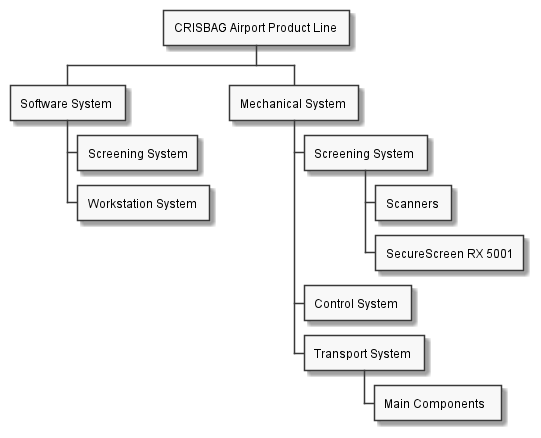 CRISBAG Airport Product Line
Software System
Mechanical System
Screening System
Workstation System
Screening System
Scanners
SecureScreen RX 5001
Control System
Transport System
Main Components